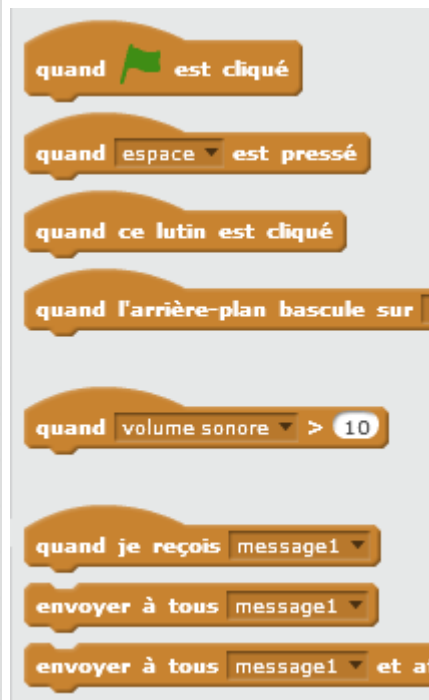 quand est cliqué
quand espace est pressé
quand ce lutin est cliqué
quand l'arrière-plan bascule sur
quand volume sonore > 10
quand je reçois message1
envoyer à tous message1
envoyer à tous message1 et